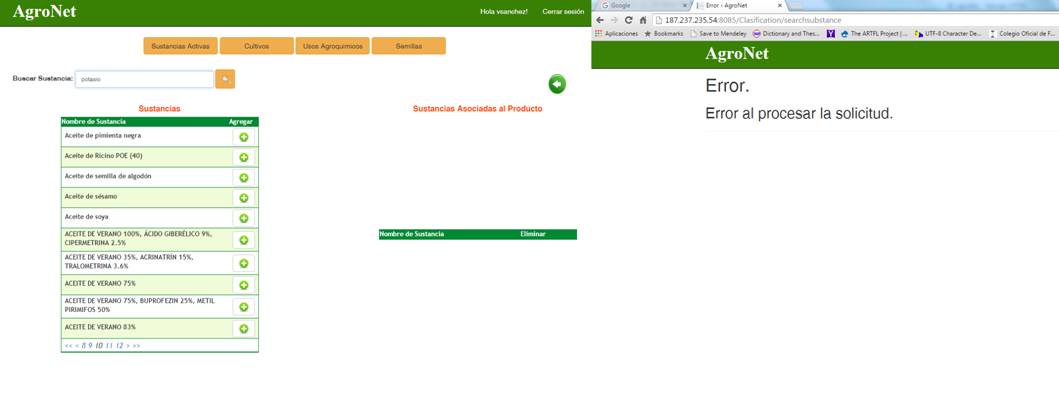 AgroNet
Hola vsanchez!
Cerrar sesión
Sustancias Activas
Cultivos
Usos Agroquimicos
Semillas
Buscar Sustancia:
potasio
Sustancias
Nombre de Sustancia Agregar
Aceite de pimienta negra
Aceite de Ricino POE (40)
Aceite de semilla de algodón
Aceite de sésamo
Aceite de soya
ACEITE DE VERANO 100%, ÁCIDO GIBERÉLICO 9%,
CIPERMETRINA 2.5%
ACEITE DE VERANO 35%, ACRINATRÍN 15%,
TRALOMETRINA 3.6%
ACEITE DE VERANO 75%
ACEITE DE VERANO 75%, BUPROFEZIN 25%, METIL
PIRIMIFOS 50%
ACEITE DE VERANO 83%
<< < 8 9 10 11 12 > >>
Sustancias Asociadas al Producto
Nombre de Sustancia Eliminar
Google
Error - AgroNet
187.237.235.54:8085/Clasification/searchsubstance
Aplicaciones
Bookmarks
Save to Mendeley
Dictionary and Thes...
The ARTFL Project |...
UTF-8 Character De...
Colegio Oficial de F...
AgroNet
Error.
Error al procesar la solicitud.